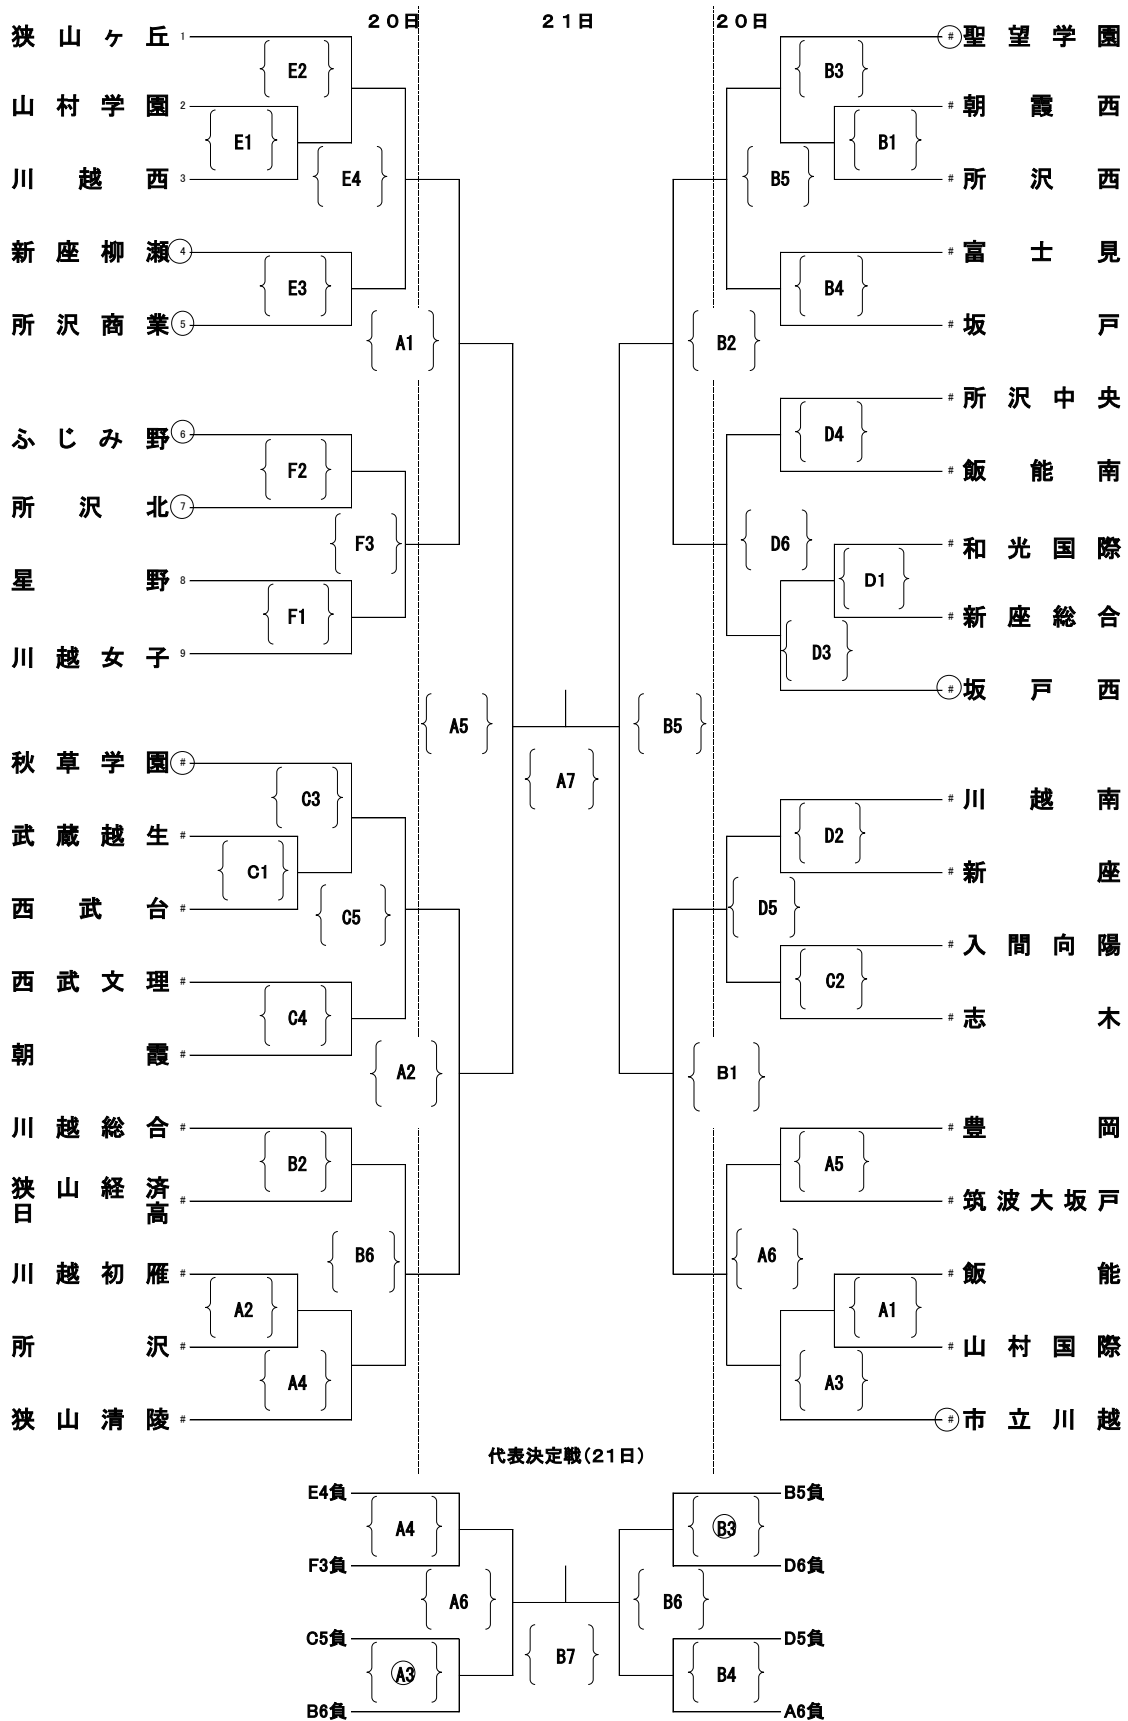 ２０日 ２１日 ２０日
狭山ヶ丘 1
E2
山村学園 2
E1
川越西 3
E4
新座柳瀬 4
E3
所沢商業 5
A1
ふじみ野 6
F2
所沢北 7
F3
星野 8
F1
川越女子 9
A5
秋草学園 #
C3
武蔵越生 #
C1
西武台 #
C5
西武文理 #
C4
朝霞 #
A2
川越総合 #
B2
狭山経済
日高 #
B6
川越初雁 #
A2
所沢 #
A4
狭山清陵 #
A7
# 聖望学園
B3
# 朝霞西
B1
# 所沢西
B5
# 富士見
B4
# 坂戸
B2
# 所沢中央
D4
# 飯能南
D6
# 和光国際
D1
# 新座総合
D3
# 坂戸西
B5
# 川越南
D2
# 新座
D5
# 入間向陽
C2
# 志木
B1
# 豊岡
A5
# 筑波大坂戸
A6
# 飯能
A1
# 山村国際
A3
# 市立川越
代表決定戦(21日)
E4負
A4
F3負
A6
C5負
A3
B6負
B7
B5負
B3
D6負
B6
D5負
B4
A6負